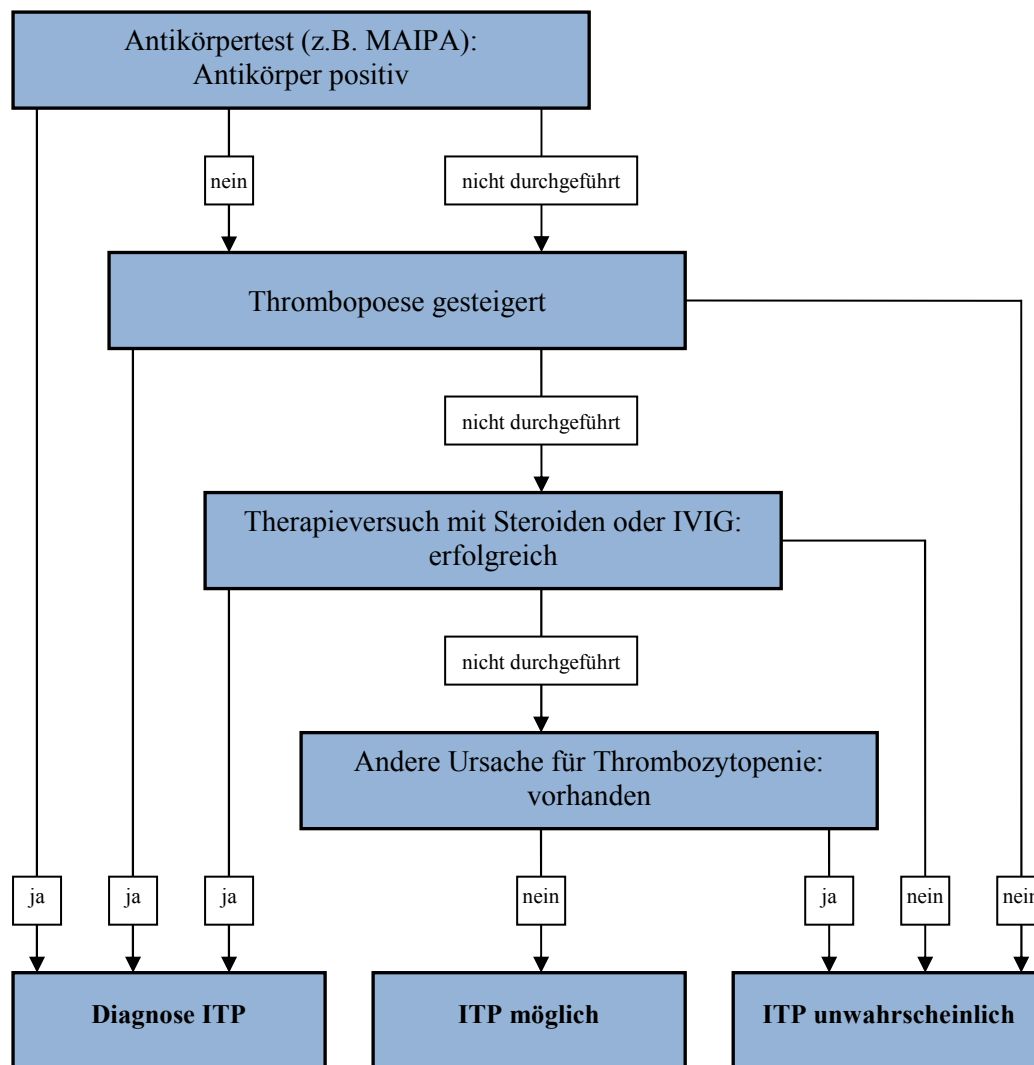 Antikörpertest (z.B. MAIPA):
Antikörper positiv
nein
nicht durchgeführt
Thrombopoese gesteigert
nicht durchgeführt
Therapieversuch mit Steroiden oder IVIG:
erfolgreich
nicht durchgeführt
Andere Ursache für Thrombozytopenie:
vorhanden
ja
ja
ja
nein
ja
nein
nein
Diagnose ITP
ITP möglich
ITP unwahrscheinlich